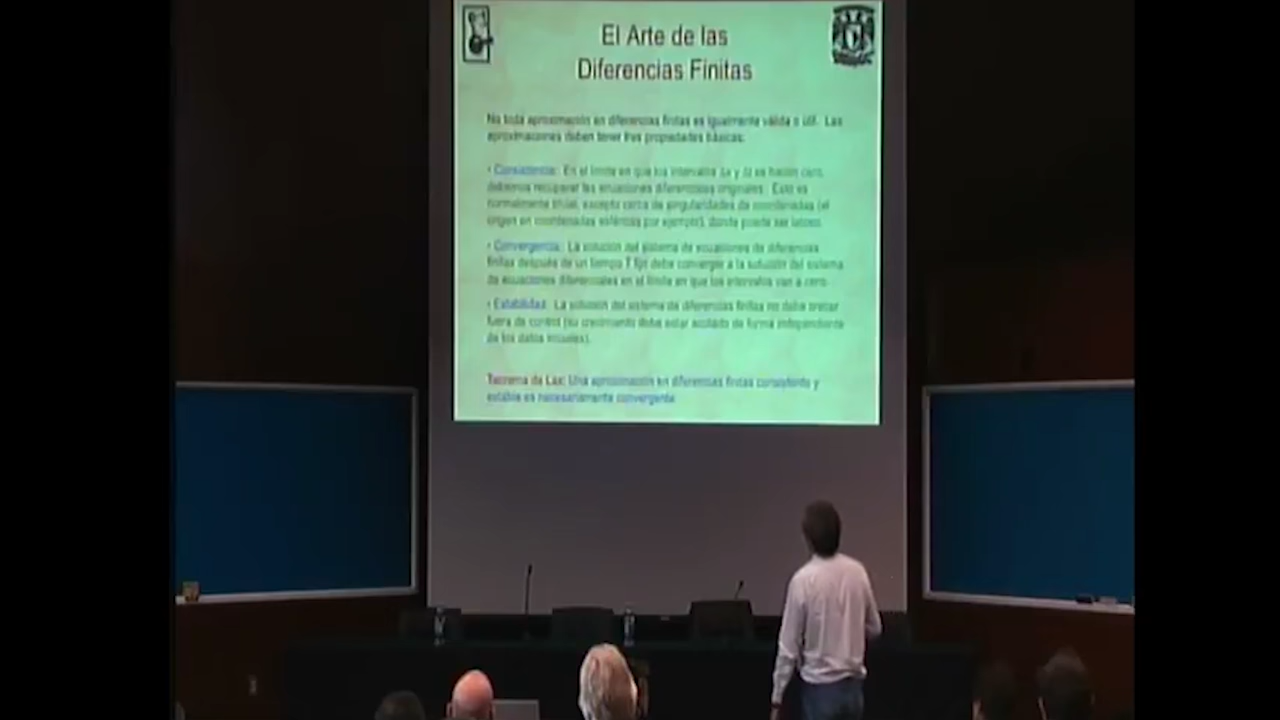 El Arte de las
Diferencias Finitas
No toda aproximación en diferencias finitas es igualmente válida o útil. Las
aproximaciones deben tener tres propiedades básicas:
• Consistencia: En el límite en que los intervalos Δx y Δt se hacen cero,
debemos recuperar las ecuaciones diferenciales originales. Esto es
normalmente trivial, excepto cerca de singularidades de coordenadas (el
origen en coordenadas esféricas por ejemplo), donde puede ser
• Convergencia: La solución del sistema de ecuaciones de diferencias
finitas después de un tiempo T fijo debe converger a la solución del sistema
de ecuaciones diferenciales en el límite en que los intervalos van a cero.
• Estabilidad: La solución del sistema de diferencias finitas no debe crecer
fuera de control (su crecimiento debe estar acotado de forma independiente
de los datos iniciales).
Teorema de Lax: Una aproximación en diferencias finitas consistente y
estable es necesariamente convergente.